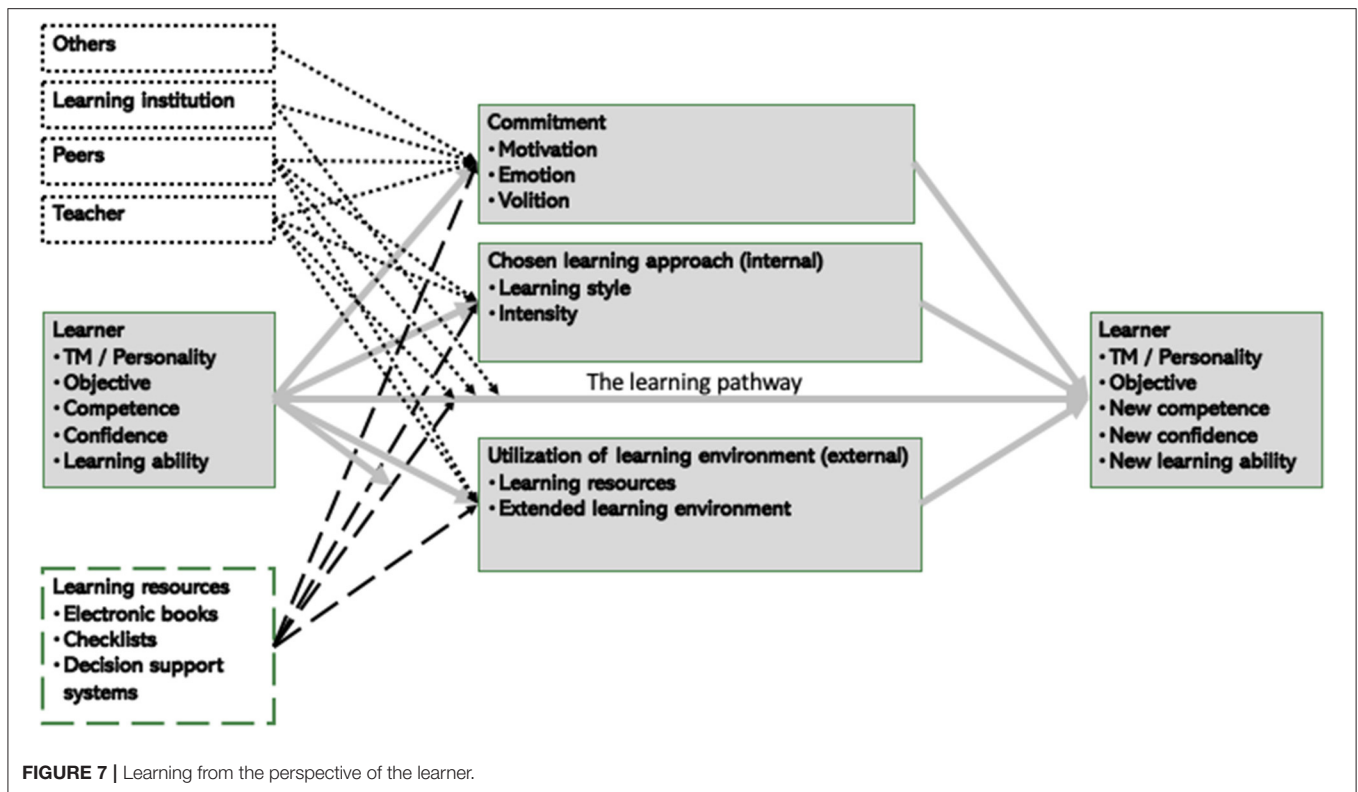 Others
Learning institution
Peers
Teacher
Learner
• TM / Personality
• Objective
• Competence
• Confidence
• Learning ability
Learning resources
• Electronic books
• Checklists
• Decision support
systems
Commitment
• Motivation
• Emotion
• Volition
Chosen learning approach (internal)
• Learning style
• Intensity
The learning pathway
Utilization of learning environment (external)
• Learning resources
• Extended learning environment
Learner
• TM / Personality
• Objective
• New competence
• New confidence
• New learning ability
FIGURE 7 | Learning from the perspective of the learner.